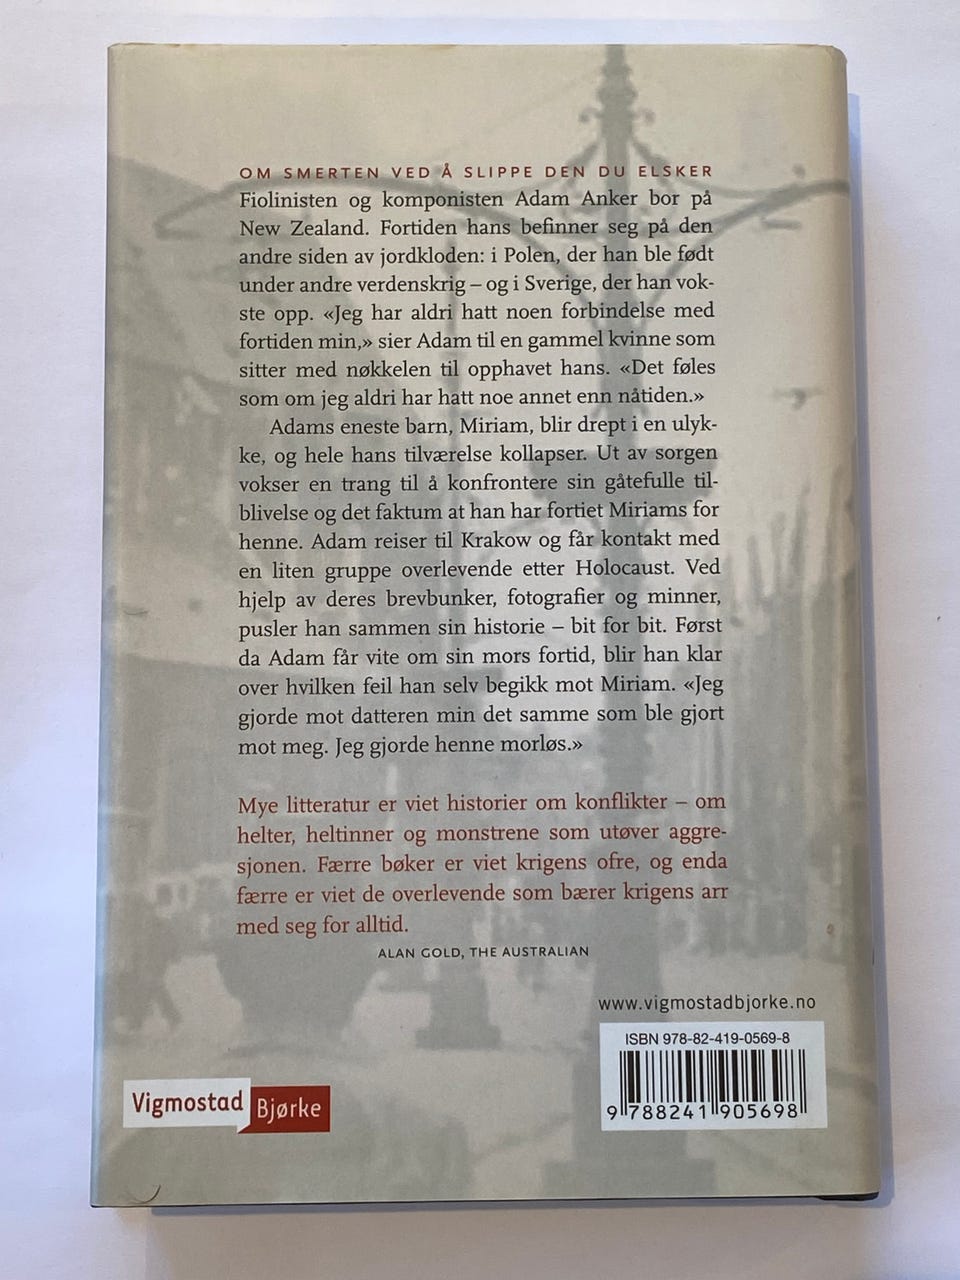 OM SMERTEN VED Å SLIPPE DEN DU ELSKER
Fiolinisten og komponisten Adam Anker bor på
New Zealand. Fortiden hans befinner seg på den
andre siden av jordkloden: i Polen, der han ble født
under andre verdenskrig – og i Sverige, der han vok-
ste opp. «Jeg har aldri hatt noen forbindelse med
fortiden min,» sier Adam til en gammel kvinne som
sitter med nøkkelen til opphavet hans. «Det føles
som om jeg aldri har hatt noe annet enn nåtiden.»
Adams eneste barn, Miriam, blir drept i en ulyk-
ke, og hele hans tilværelse kollapser. Ut av sorgen
vokser en trang til å konfrontere sin gåtefulle til-
blivelse og det faktum at han har fortiet Miriams for
henne. Adam reiser til Krakow og får kontakt med
en liten gruppe overlevende etter Holocaust. Ved
hjelp av deres brevbunker, fotografier og minner,
pusler han sammen sin historie – bit for bit. Først
da Adam får vite om sin mors fortid, blir han klar
over hvilken feil han selv begikk mot Miriam. «Jeg
gjorde mot datteren min det samme som ble gjort
mot meg. Jeg gjorde henne morløs.»
Mye litteratur er viet historier om konflikter – om
helter, heltinner og monstrene som utøver aggre-
sjonen. Færre bøker er viet krigens ofre, og enda
færre er viet de overlevende som bærer krigens arr
med seg for alltid.
ALAN GOLD, THE AUSTRALIAN
www.vigmostadbjorke.no
ISBN 978-82-419-0569-8
9 788241 905698
Vigmostad Bjørke